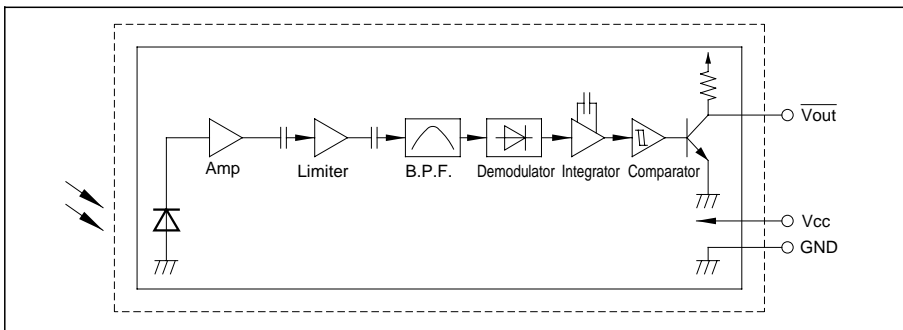 Amp
Limiter
B.P.F.
Demodulator
Integrator
Comparator
Vout
Vcc
GND